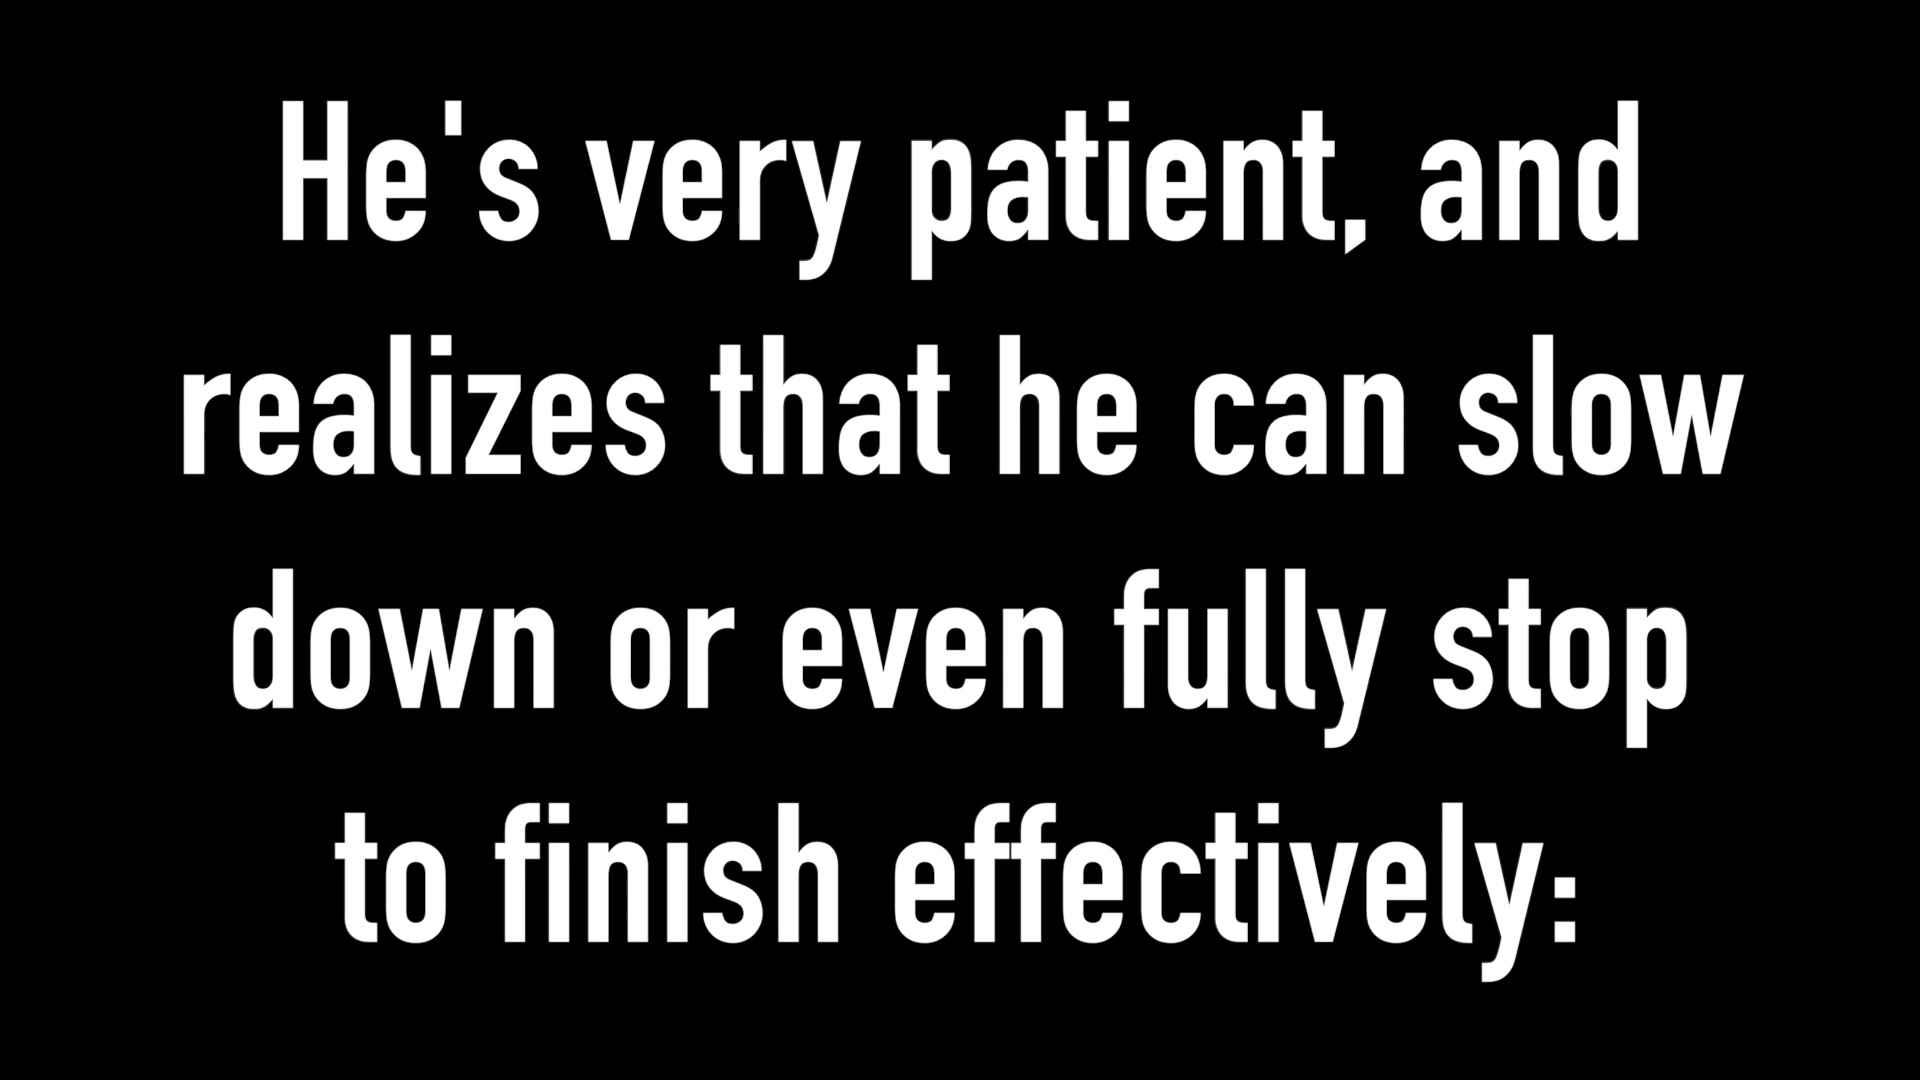 He's very patient, and
realizes that he can slow
down or even fully stop
to finish effectively: